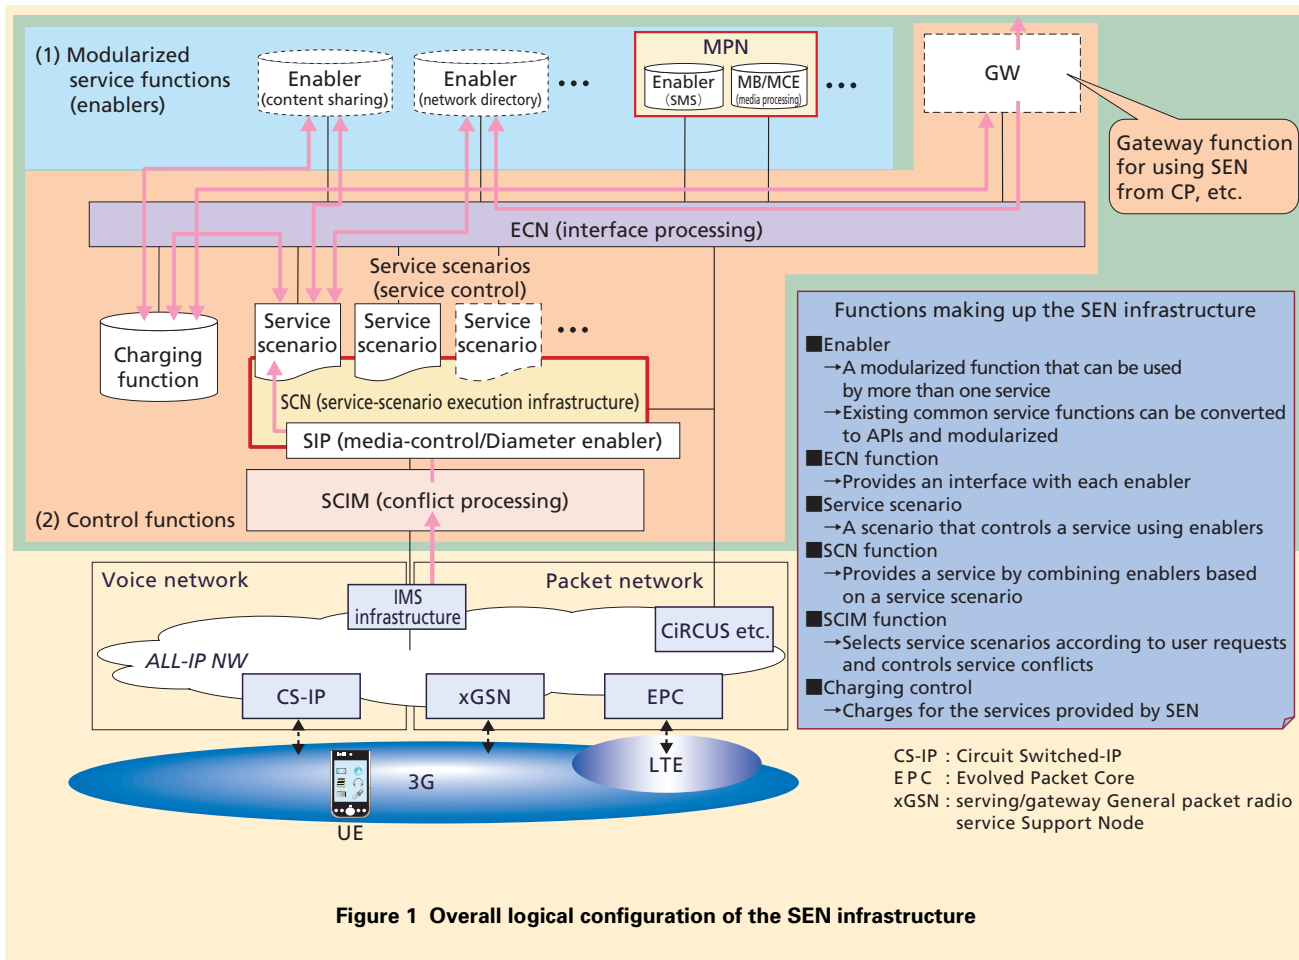 (1) Modularized
service functions
(enablers)
Enabler
(content sharing)
Enabler
(network directory)
•••
MPN
Enabler
(SMS)
MB/MCE
(media processing)
•••
GW
Gateway function
for using SEN
from CP, etc.
ECN (interface processing)
Service scenarios
(service control)
Charging
function
Service
scenario
Service
scenario
Service
scenario
•••
SCN (service-scenario execution infrastructure)
SIP (media-control/Diameter enabler)
SCIM (conflict processing)
(2) Control functions
Voice network
Packet network
IMS
infrastructure
CiRCUS etc.
ALL-IP NW
CS-IP
xGSN
EPC
3G
LTE
UE
Functions making up the SEN infrastructure
■Enabler
→A modularized function that can be used
by more than one service
→Existing common service functions can be converted
to APIs and modularized
■ECN function
→Provides an interface with each enabler
■Service scenario
→A scenario that controls a service using enablers
■SCN function
→Provides a service by combining enablers based
on a service scenario
■SCIM function
→Selects service scenarios according to user requests
and controls service conflicts
■Charging control
→Charges for the services provided by SEN
CS-IP : Circuit Switched-IP
EPC : Evolved Packet Core
xGSN : serving/gateway General packet radio
service Support Node
Figure 1 Overall logical configuration of the SEN infrastructure